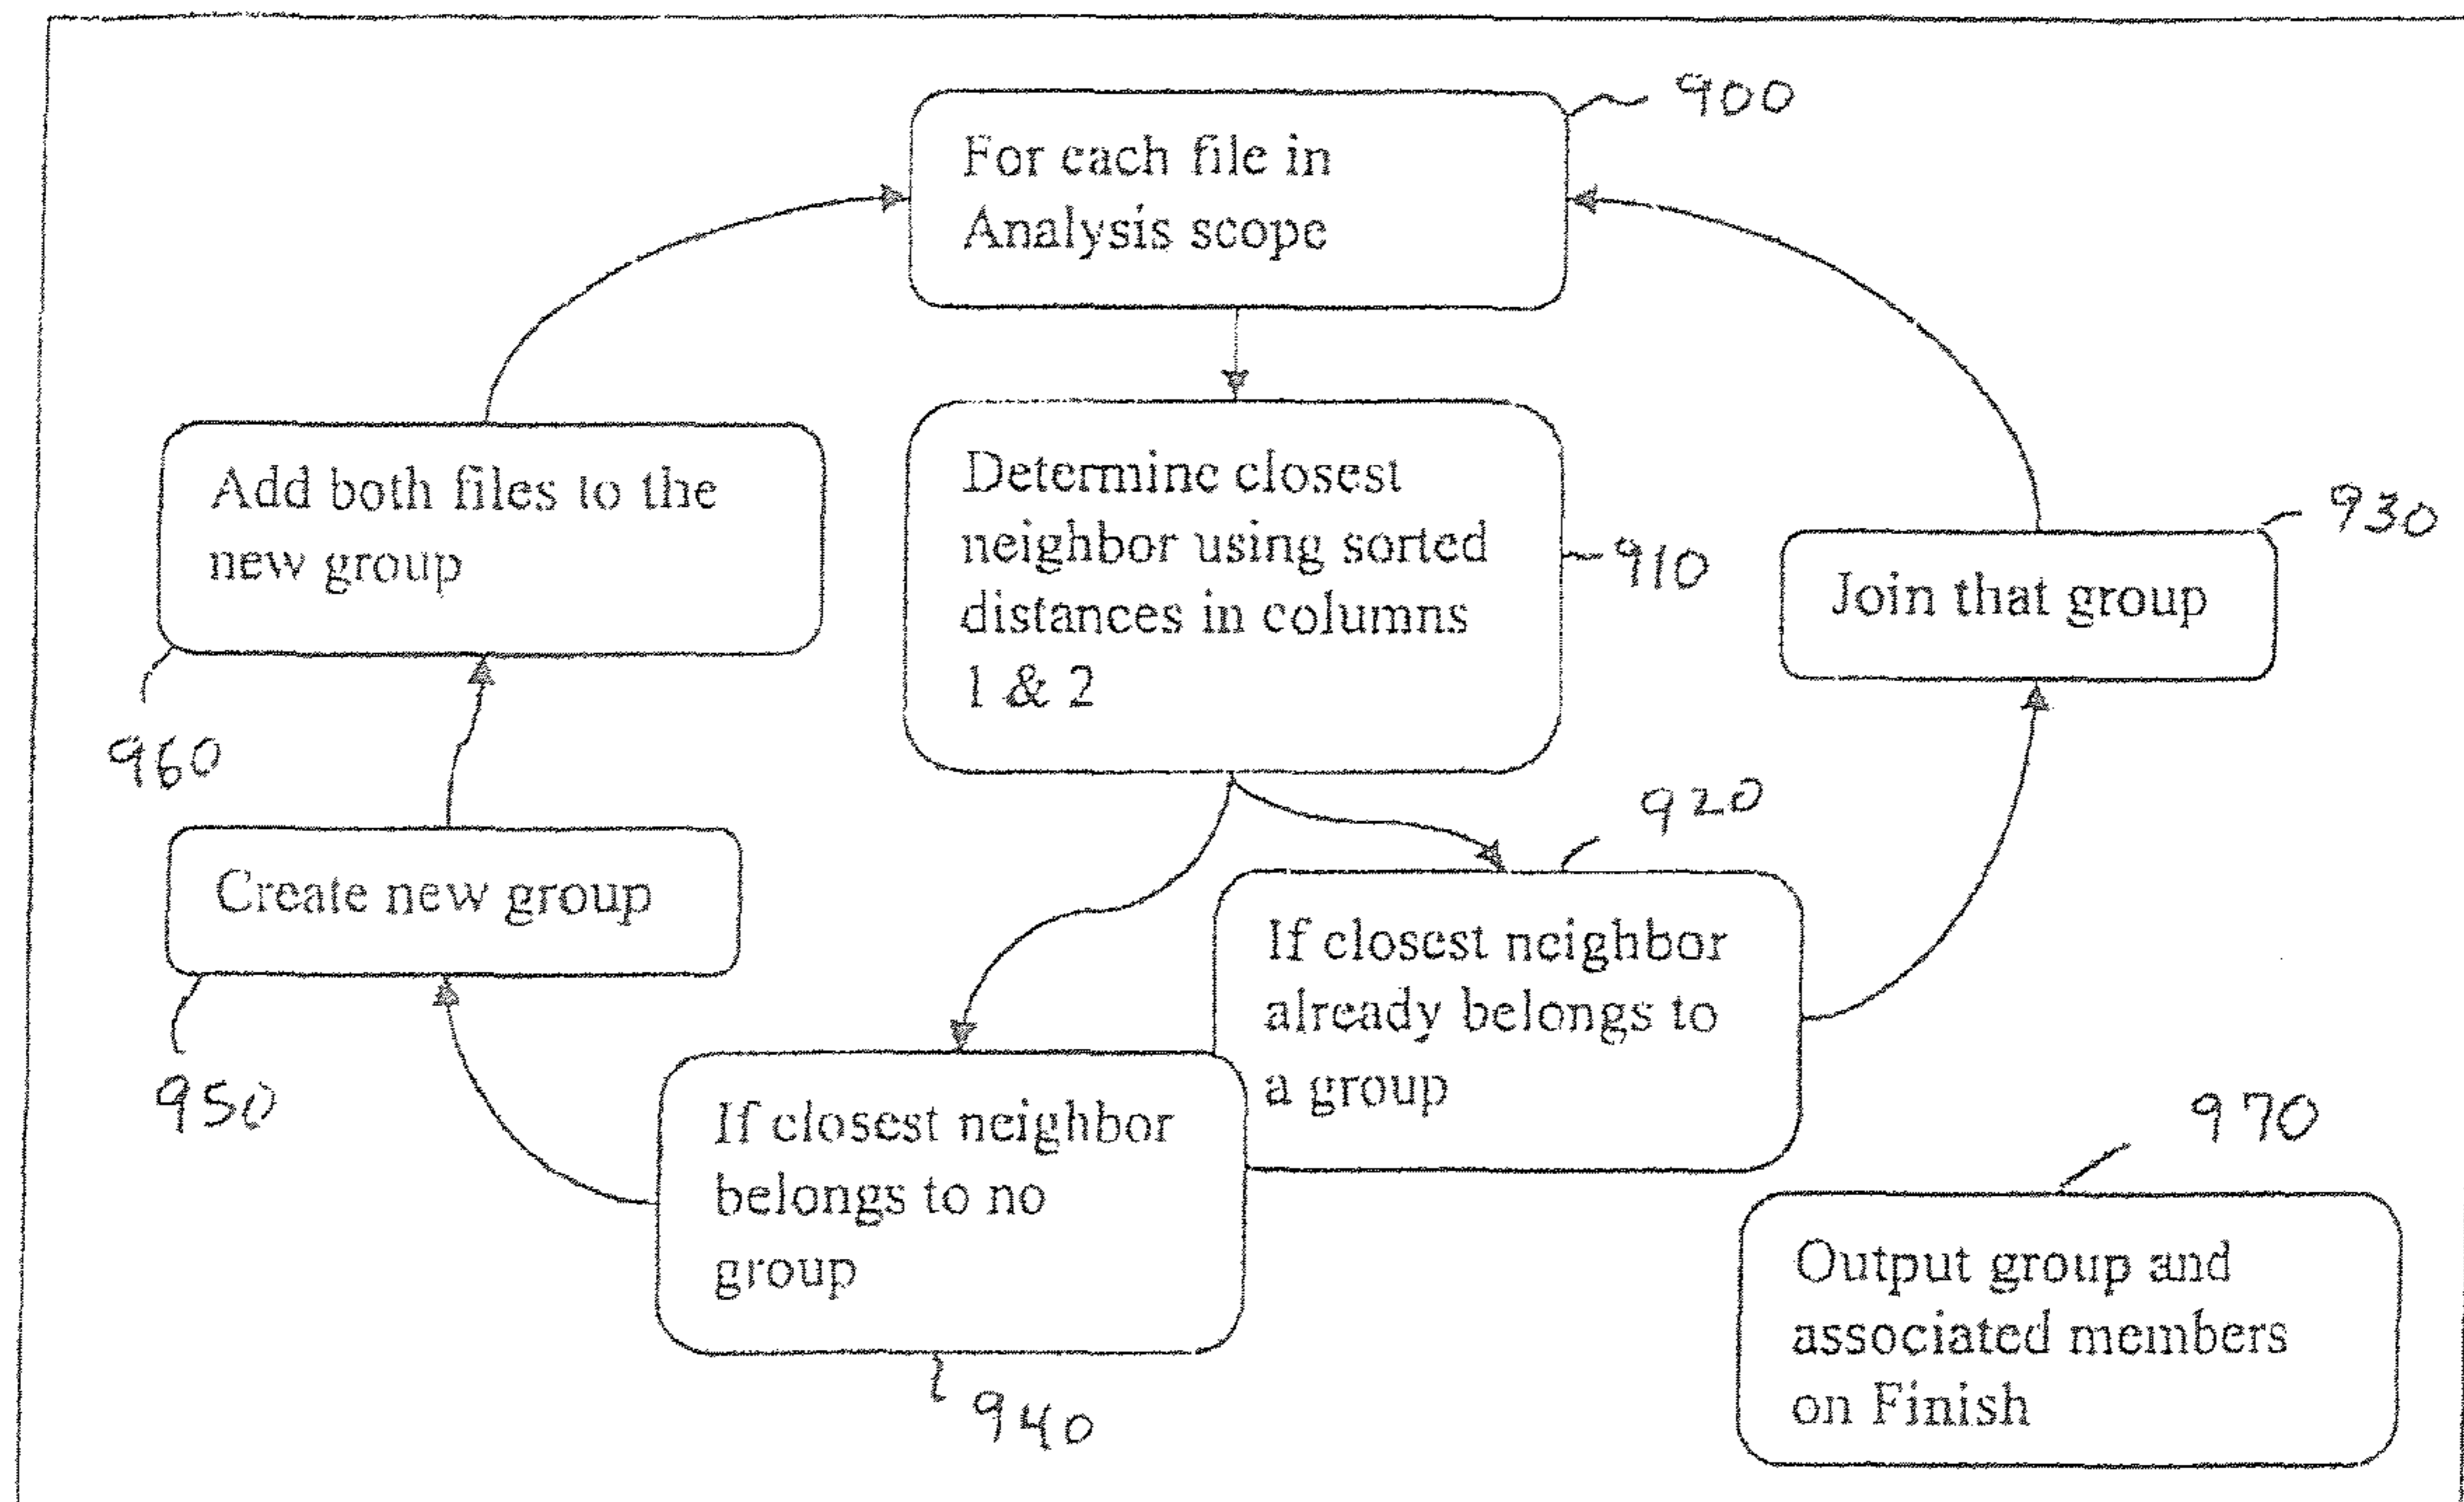 900
For each file in
Analysis scope
Determine closest
neighbor using sorted
distances in columns
1 & 2
910
Add both files to the
new group
960
930
Join that group
920
If closest neighbor
already belongs to
a group
Create new group
950
If closest neighbor
belongs to no
group
940
970
Output group and
associated members
on Finish